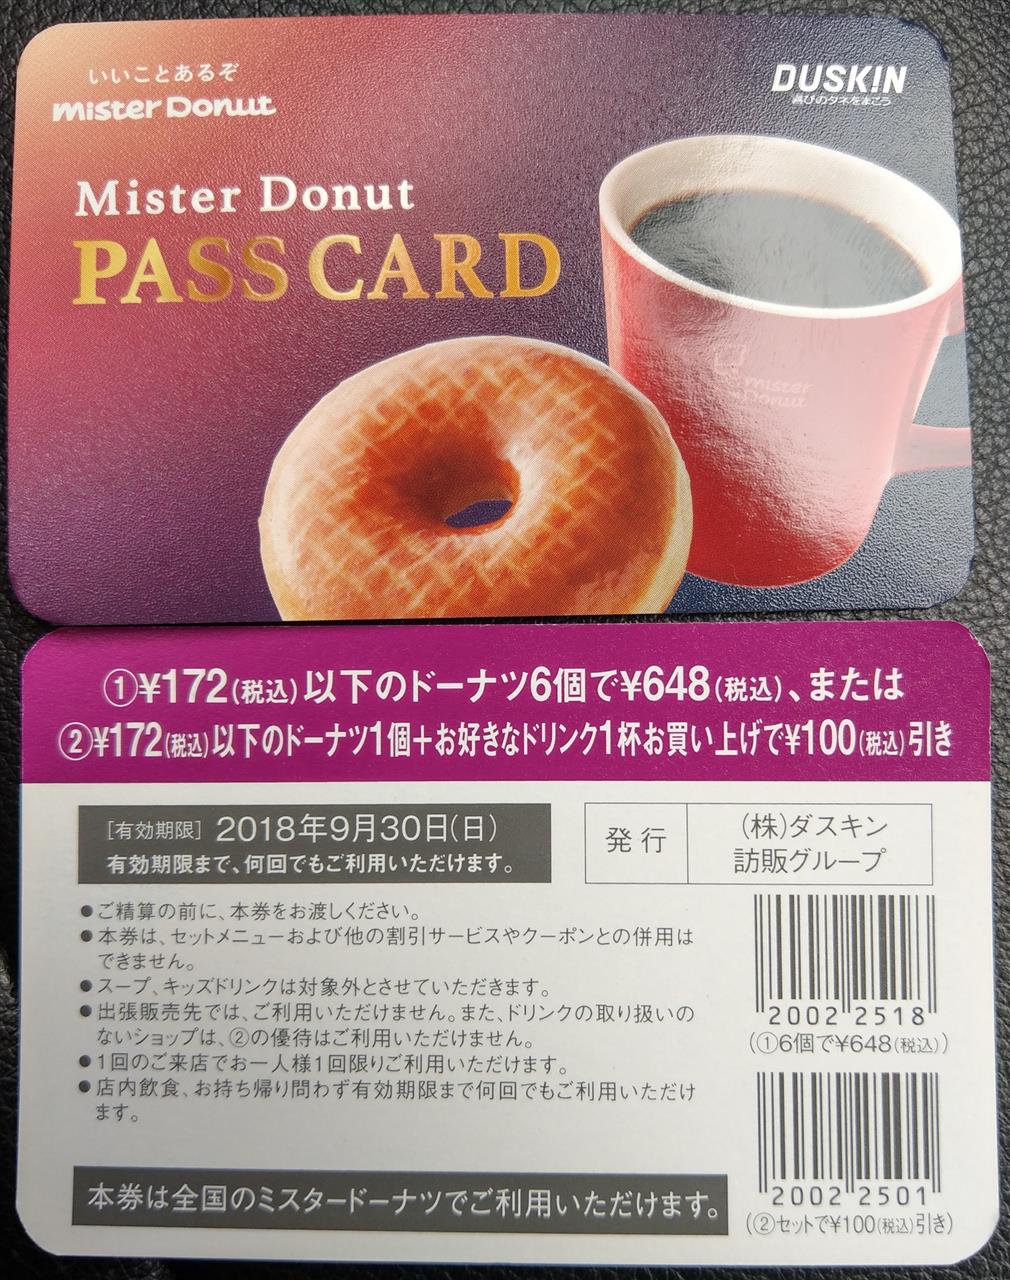 いいことあるぞ
mister Donut
DUSKIN
喜びのタネをまこう
Mister Donut
PASS CARD
mister
Donut
①¥172(税込)以下のドーナツ6個で¥648(税込)、または
②¥172(税込)以下のドーナツ1個+お好きなドリンク1杯お買い上げで¥100(税込)引き
[有効期限] 2018年9月30日(日)
有効期限まで、何回でもご利用いただけます。
発行
(株)ダスキン
訪販グループ
●ご精算の前に、本券をお渡しください。
●本券は、セットメニューおよび他の割引サービスやクーポンとの併用は
できません。
●スープ、キッズドリンクは対象外とさせていただきます。
●出張販売先では、ご利用いただけません。また、ドリンクの取り扱いの
ないショップは、②の優待はご利用いただけません。
●1回のご来店でお一人様1回限りご利用いただけます。
●店内飲食、お持ち帰り問わず有効期限まで何回でもご利用いただけ
ます。
2002 2518
(①6個で¥648(税込))
2002 2501
(②セットで¥100(税込)引き)
本券は全国のミスタードーナツでご利用いただけます。